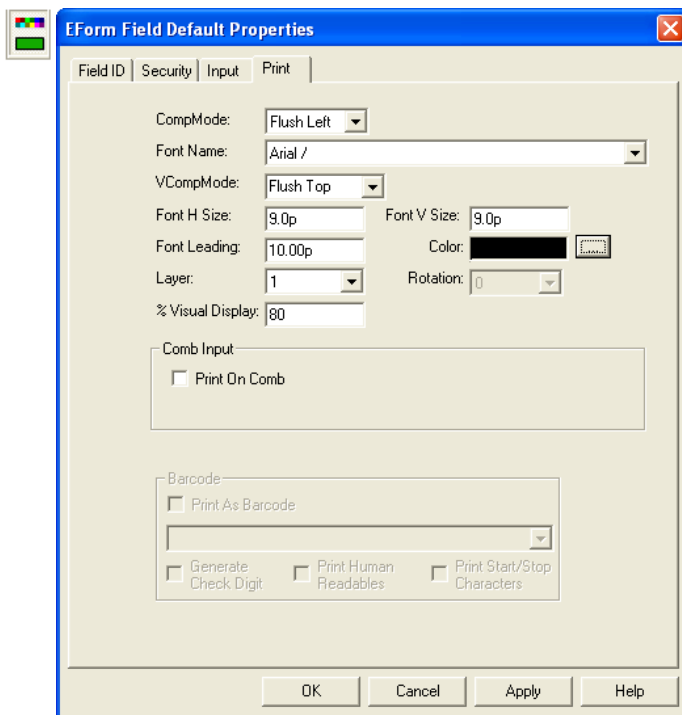 EForm Field Default Properties
Field ID Security Input Print
CompMode: Flush Left
Font Name: Arial /
VCompMode: Flush Top
Font H Size: 9.0p Font V Size: 9.0p
Font Leading: 10.00p Color: ....
Layer: 1 Rotation: 0
% Visual Display: 80
Comb Input
Print On Comb
Barcode
Print As Barcode
Generate Check Digit Print Human Readables Print Start/Stop Characters
OK Cancel Apply Help